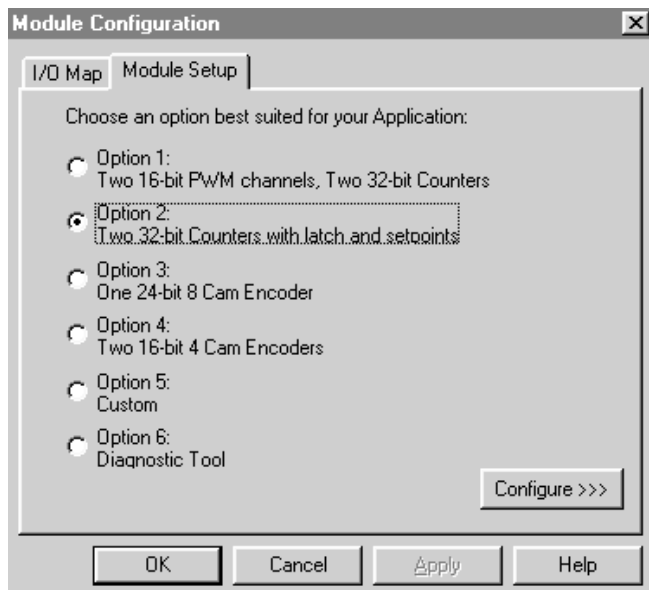 Module Configuration
I/O Map
Module Setup
Choose an option best suited for your Application:
Option 1:
Two 16-bit PWM channels, Two 32-bit Counters
Option 2:
Two 32-bit Counters with latch and setpoints
Option 3:
One 24-bit 8 Cam Encoder
Option 4:
Two 16-bit 4 Cam Encoders
Option 5:
Custom
Option 6:
Diagnostic Tool
Configure >>>
OK
Cancel
Apply
Help